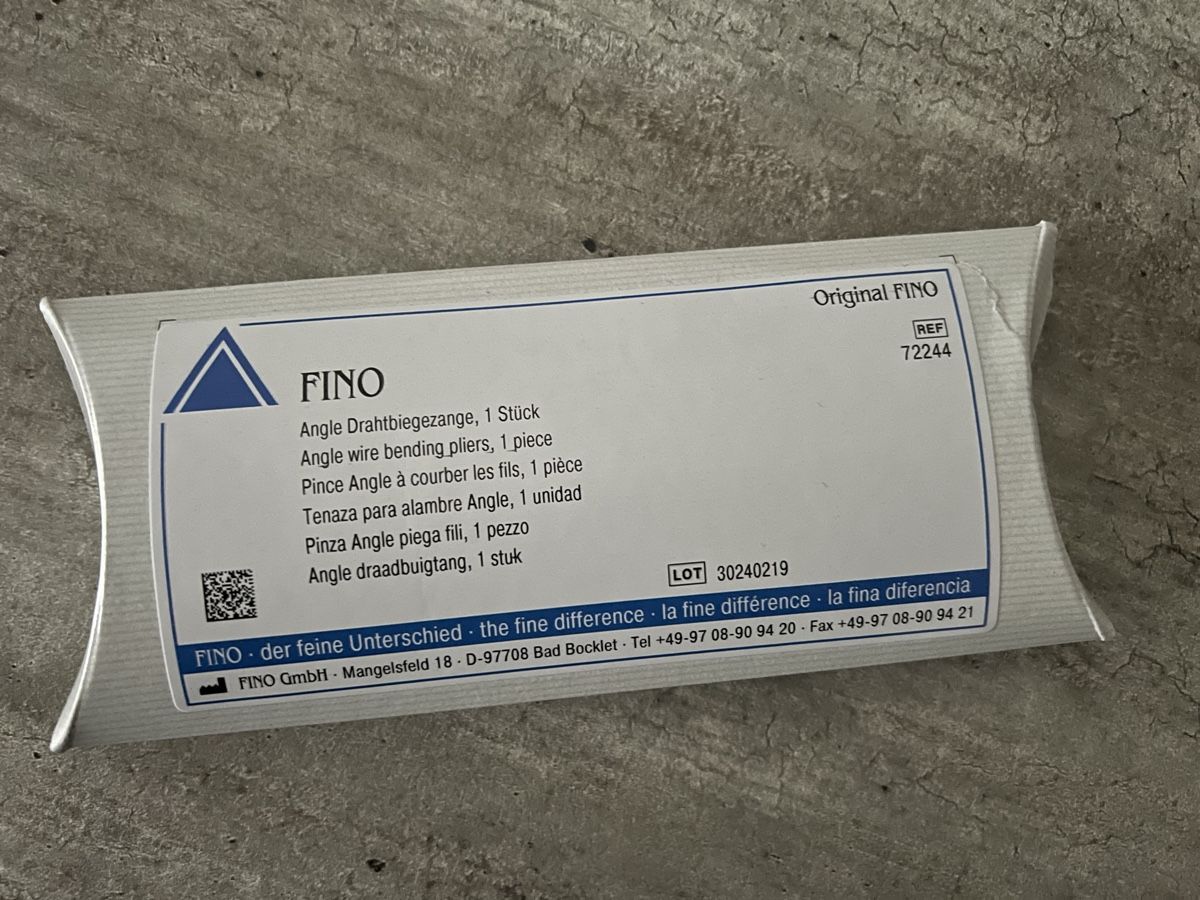 Original FINO
REF
72244
FINO
Angle Drahtbiegezange, 1 Stück
Angle wire bending pliers, 1 piece
Pince Angle à courber les fils, 1 pièce
Tenaza para alambre Angle, 1 unidad
Pinza Angle piega fili, 1 pezzo
Angle draadbuigtang, 1 stuk
LOT 30240219
FINO · der feine Unterschied · the fine difference · la fine différence · la fina diferencia
FINO GmbH · Mangelsfeld 18 · D-97708 Bad Bocklet · Tel +49-97 08-90 94 20 · Fax +49-97 08-90 94 21